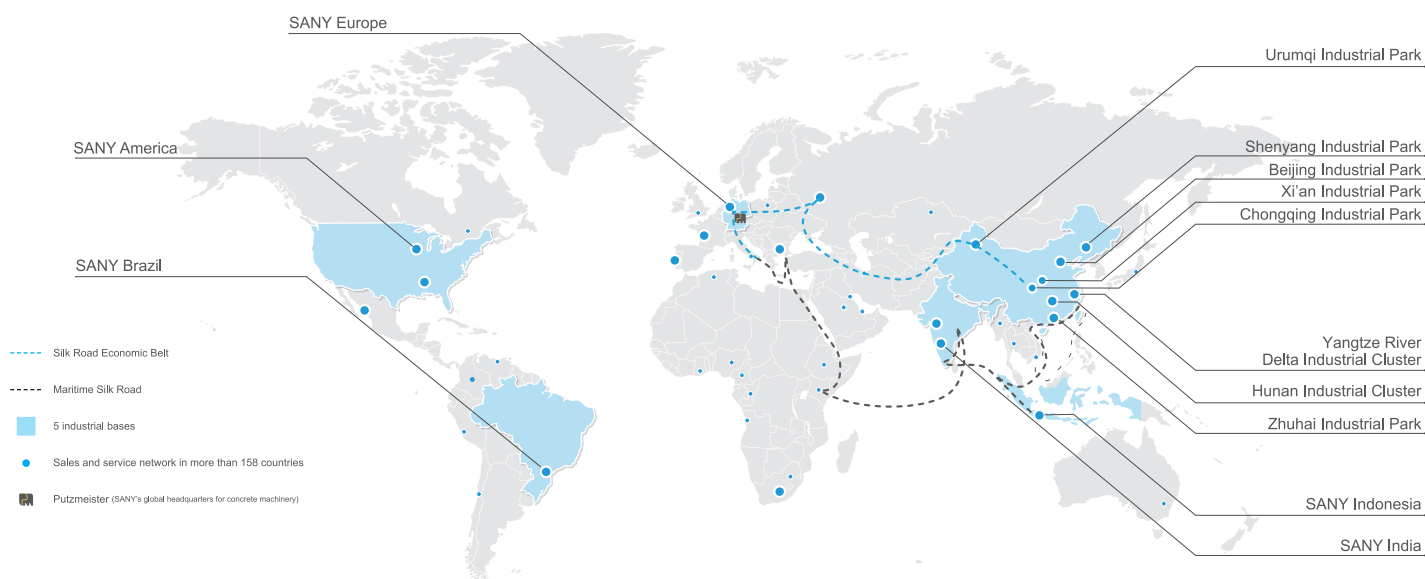 SANY Europe
SANY America
SANY Brazil
Silk Road Economic Belt
Maritime Silk Road
5 industrial bases
Sales and service network in more than 158 countries
Putzmeister (SANY's global headquarters for concrete machinery)
Urumqi Industrial Park
Shenyang Industrial Park
Beijing Industrial Park
Xi'an Industrial Park
Chongqing Industrial Park
Yangtze River
Delta Industrial Cluster
Hunan Industrial Cluster
Zhuhai Industrial Park
SANY Indonesia
SANY India